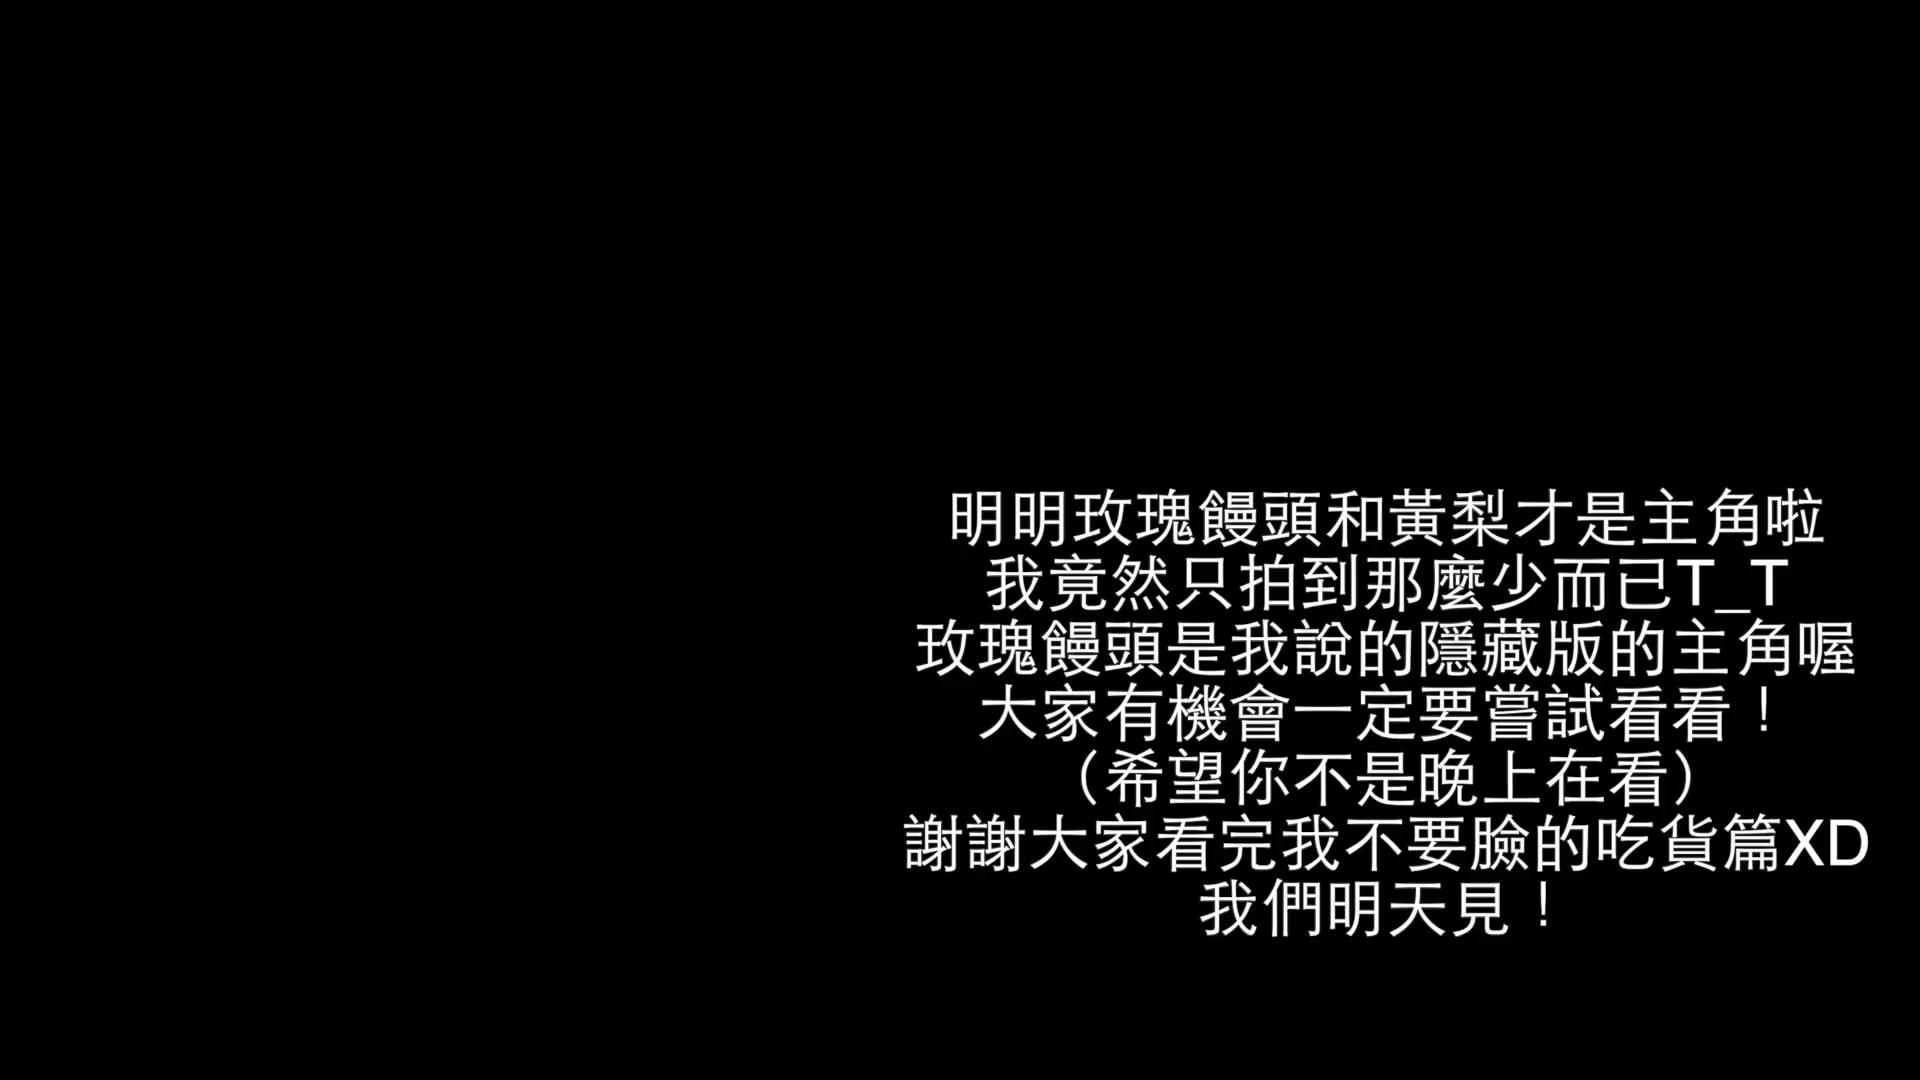 明明玫瑰饅頭和黃梨才是主角啦
我竟然只拍到那麼少而已T_T
玫瑰饅頭是我說的隱藏版的主角喔
大家有機會一定要嘗試看看！
（希望你不是晚上在看）
謝謝大家看完我不要臉的吃貨篇XD
我們明天見！